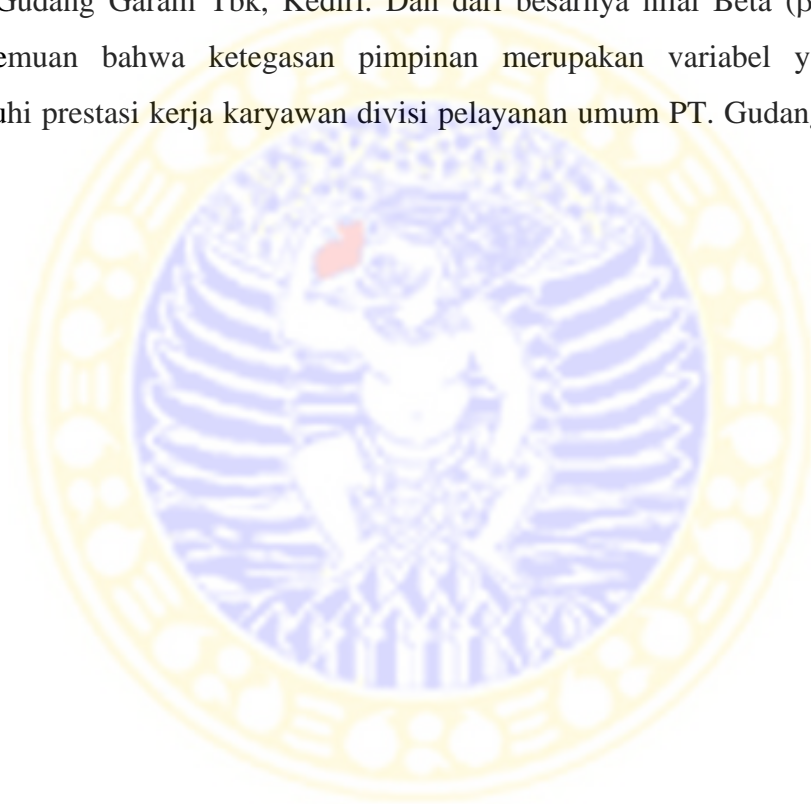 Gudang Garam Tbk, Kediri. Dan dari besarnya nilai Beta (β
emuan bahwa ketegasan pimpinan merupakan variabel y
uhi prestasi kerja karyawan divisi pelayanan umum PT. Gudang